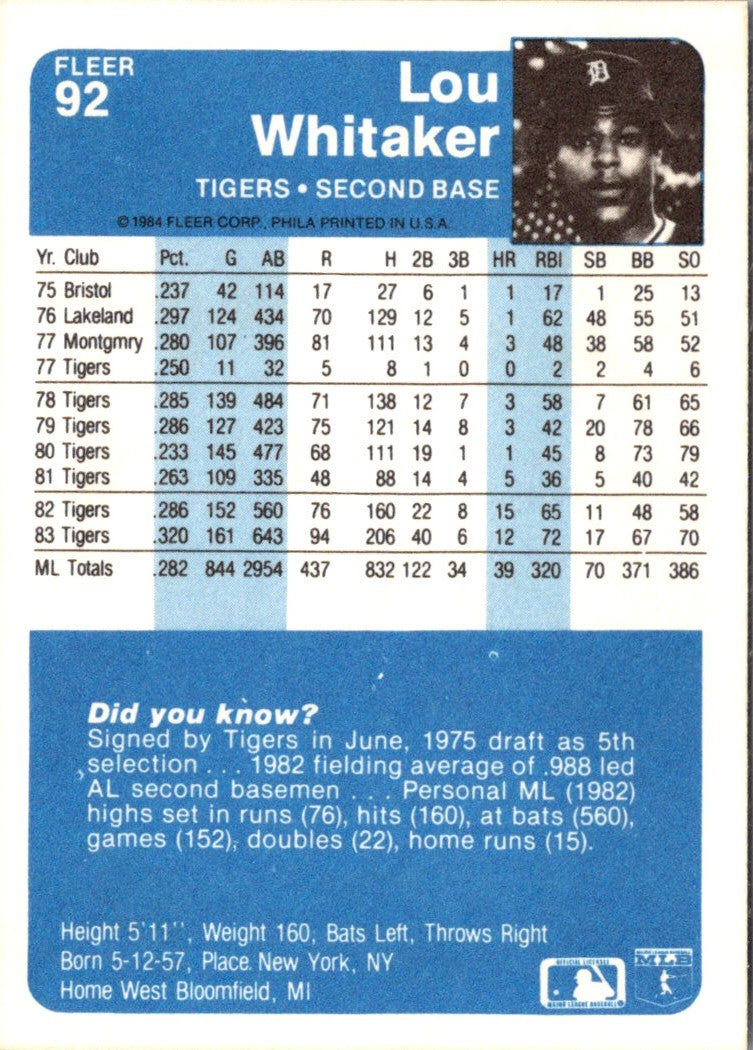 FLEER
92
Lou
Whitaker
TIGERS • SECOND BASE
© 1984 FLEER CORP., PHILA PRINTED IN U.S.A.
Yr. Club Pct. G AB R H 2B 3B HR RBI SB BB SO
75 Bristol .237 42 114 17 27 6 1 1 17 1 25 13
76 Lakeland .297 124 434 70 129 12 5 1 62 48 55 51
77 Montgmry .280 107 396 81 111 13 4 3 48 38 58 52
77 Tigers .250 11 32 5 8 1 0 0 2 2 4 6
78 Tigers .285 139 484 71 138 12 7 3 58 7 61 65
79 Tigers .286 127 423 75 121 14 8 3 42 20 78 66
80 Tigers .233 145 477 68 111 19 1 1 45 8 73 79
81 Tigers .263 109 335 48 88 14 4 5 36 5 40 42
82 Tigers .286 152 560 76 160 22 8 15 65 11 48 58
83 Tigers .320 161 643 94 206 40 6 12 72 17 67 70
ML Totals .282 844 2954 437 832 122 34 39 320 70 371 386
Did you know?
Signed by Tigers in June, 1975 draft as 5th
selection . . . 1982 fielding average of .988 led
AL second basemen . . . Personal ML (1982)
highs set in runs (76), hits (160), at bats (560),
games (152), doubles (22), home runs (15).
Height 5'11", Weight 160, Bats Left, Throws Right
Born 5-12-57, Place. New York, NY
Home West Bloomfield, MI
OFFICIAL LICENSEE
MAJOR LEAGUE BASEBALL
MAJOR LEAGUE BASEBALL
MLB